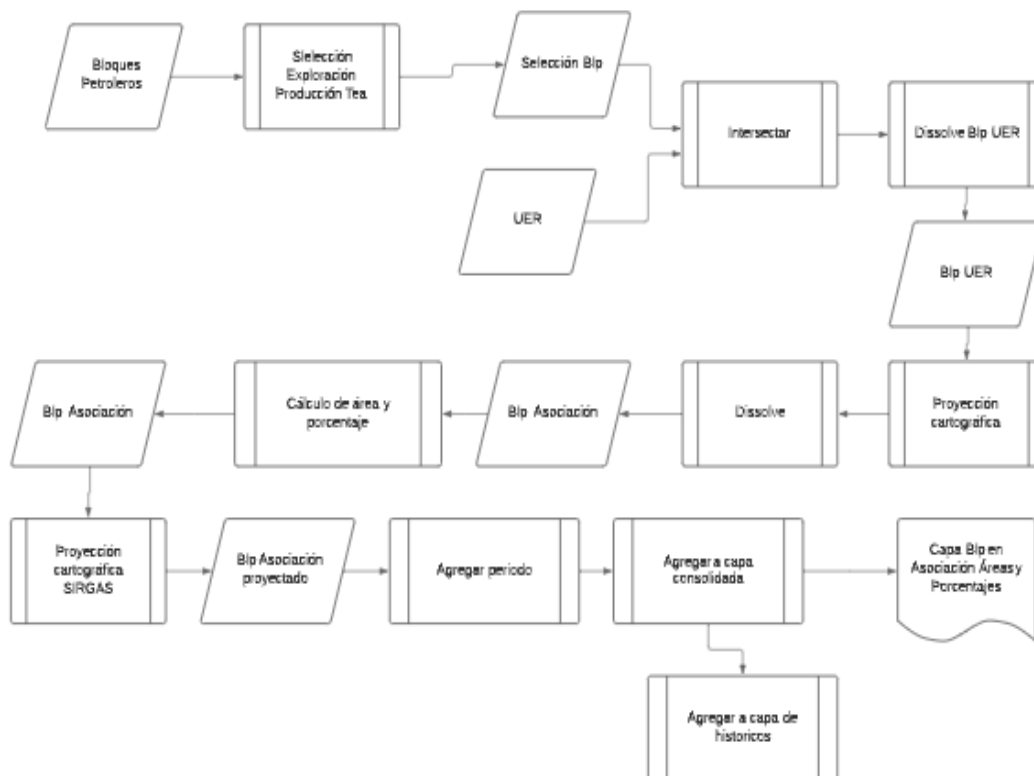 Bloques
Petroleros
Slelección
Exploración
Producción Tea
Selección Blp
Intersectar
Dissolve Blp UER
UER
Blp UER
Blp Asociación
Cálculo de área y
porcentaje
Blp Asociación
Dissolve
Proyección
cartográfica
Proyección
cartográfica
SIRGAS
Blp Asociación
proyectado
Agregar periodo
Agregar a capa
consolidada
Capa Blp en
Asociación Áreas y
Porcentajes
Agregar a capa de
historicos